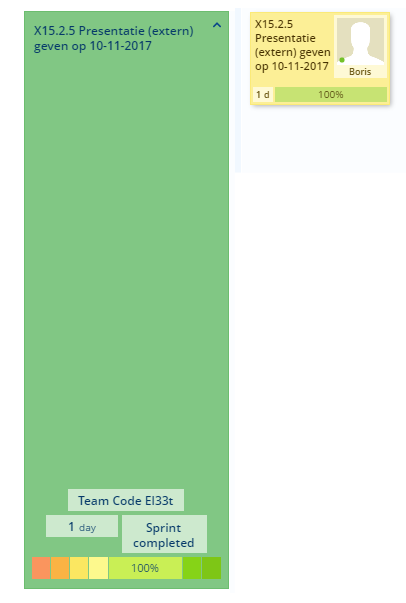 X15.2.5 Presentatie (extern)
geven op 10-11-2017
Team Code El33t
1 day
Sprint
completed
100%
X15.2.5
Presentatie
(extern) geven
op 10-11-2017
Boris
1 d
100%